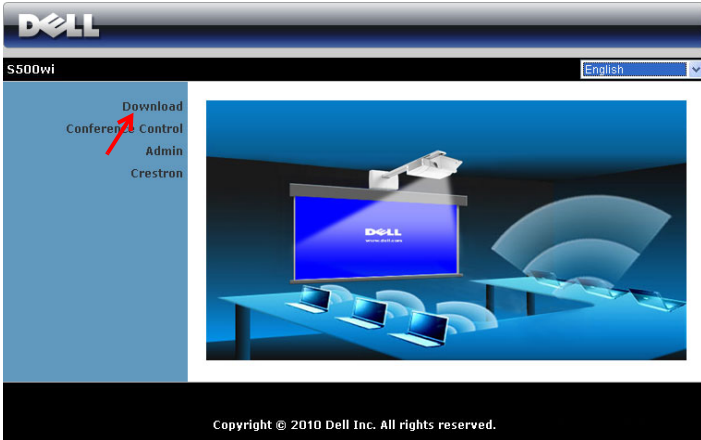 DELL
S500wi
English
Download
Conference Control
Admin
Crestron
DELL
www.dell.com
Copyright © 2010 Dell Inc. All rights reserved.